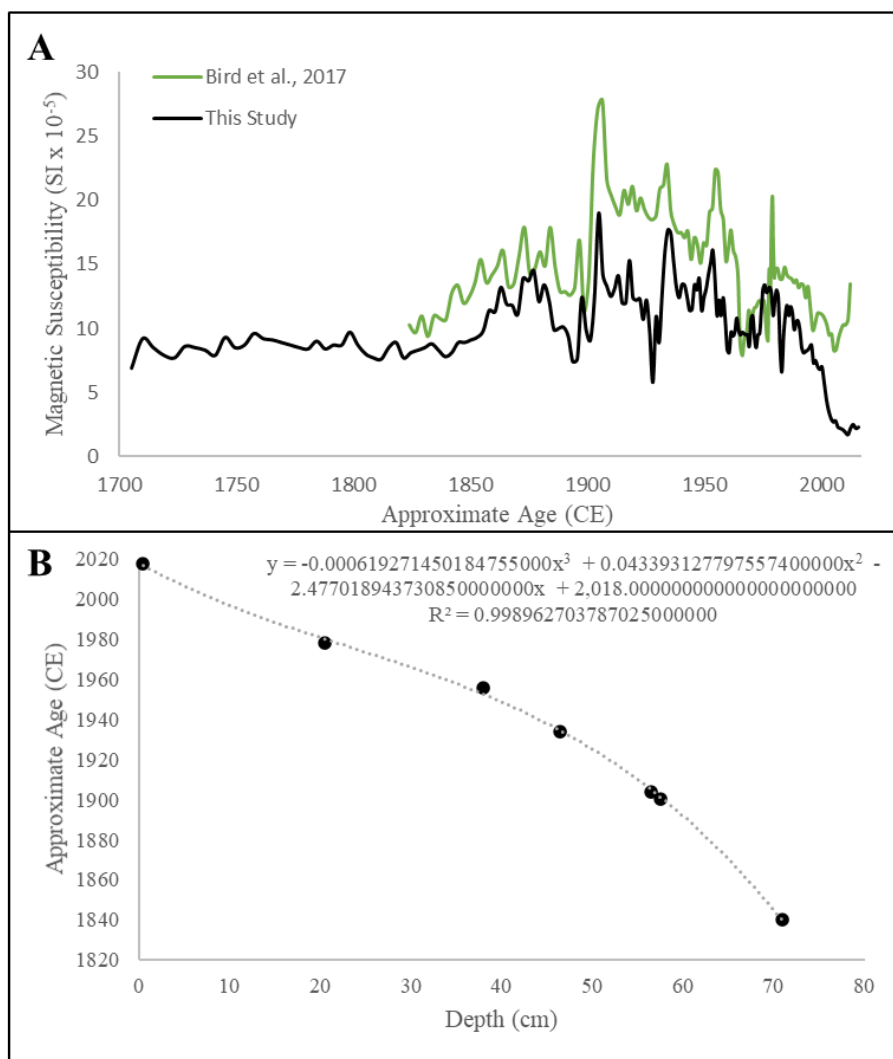 A
Bird et al., 2017
This Study
Magnetic Susceptibility (SI x 10⁻⁵)
30
25
20
15
10
5
0
1700 1750 1800 1850 1900 1950 2000
Approximate Age (CE)
B
y = -0.000619271450184755000x³ + 0.043393127797557400000x² -
2.477018943730850000000x + 2,018.000000000000000000000
R² = 0.998962703787025000000
Approximate Age (CE)
2020
2000
1980
1960
1940
1920
1900
1880
1860
1840
1820
0 10 20 30 40 50 60 70 80
Depth (cm)